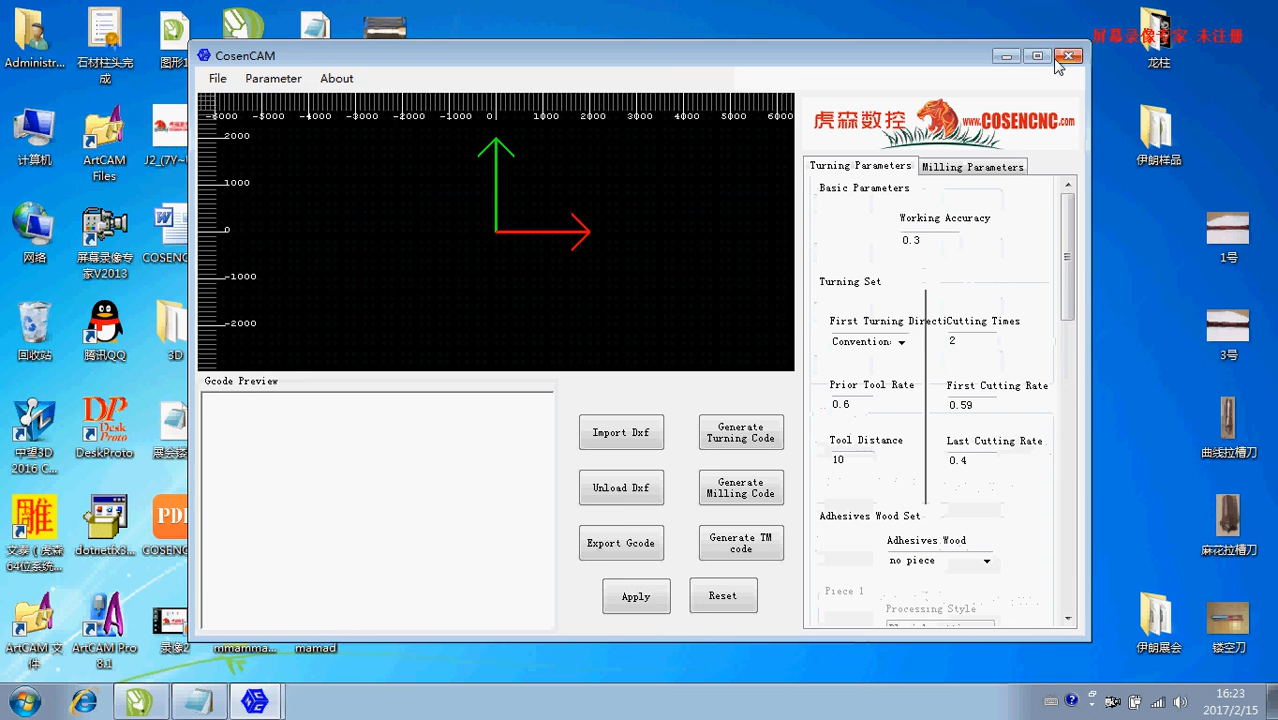 CosenCAM
File Parameter About
-4000 -3000 -2000 -1000 0 1000 2000 3000 4000
2000
1000
0
-1000
-2000
虎森数控 www.COSENCNC.com
Milling Parameters
Basic Parameters
Accuracy
Turning Set
First Turning Directi
Cutting Times
Convention
2
Prior Tool Rate
First Cutting Rate
0.6
0.59
Tool Distance
Last Cutting Rate
10
0.4
Adhesives Wood Set
Adhesives Wood
no piece
Piece 1
Processing Style
Gcode Preview
Import Dxf
Generate
Turning Code
Unload Dxf
Generate
Milling Code
Export Gcode
Generate TM
code
Apply
Reset
屏幕录像专家 未注册
Administr...
石材柱头完
成
图形1
计算机
ArtCAM
Files
J2_(7Y~
网络
屏幕录像专
家V2013
COSENC
回收站
腾讯QQ
3D
中望3D
2016 C...
DeskProto
文泰(虎森
64位系统...
dotnetfx3...
COSENC
ArtCAM 文
件
ArtCAM Pro
8.1
录像2
mmamma...
mamad
龙柱
伊朗样品
1号
3号
曲线拉槽刀
麻花拉槽刀
伊朗展会
镂空刀
16:23
2017/2/15